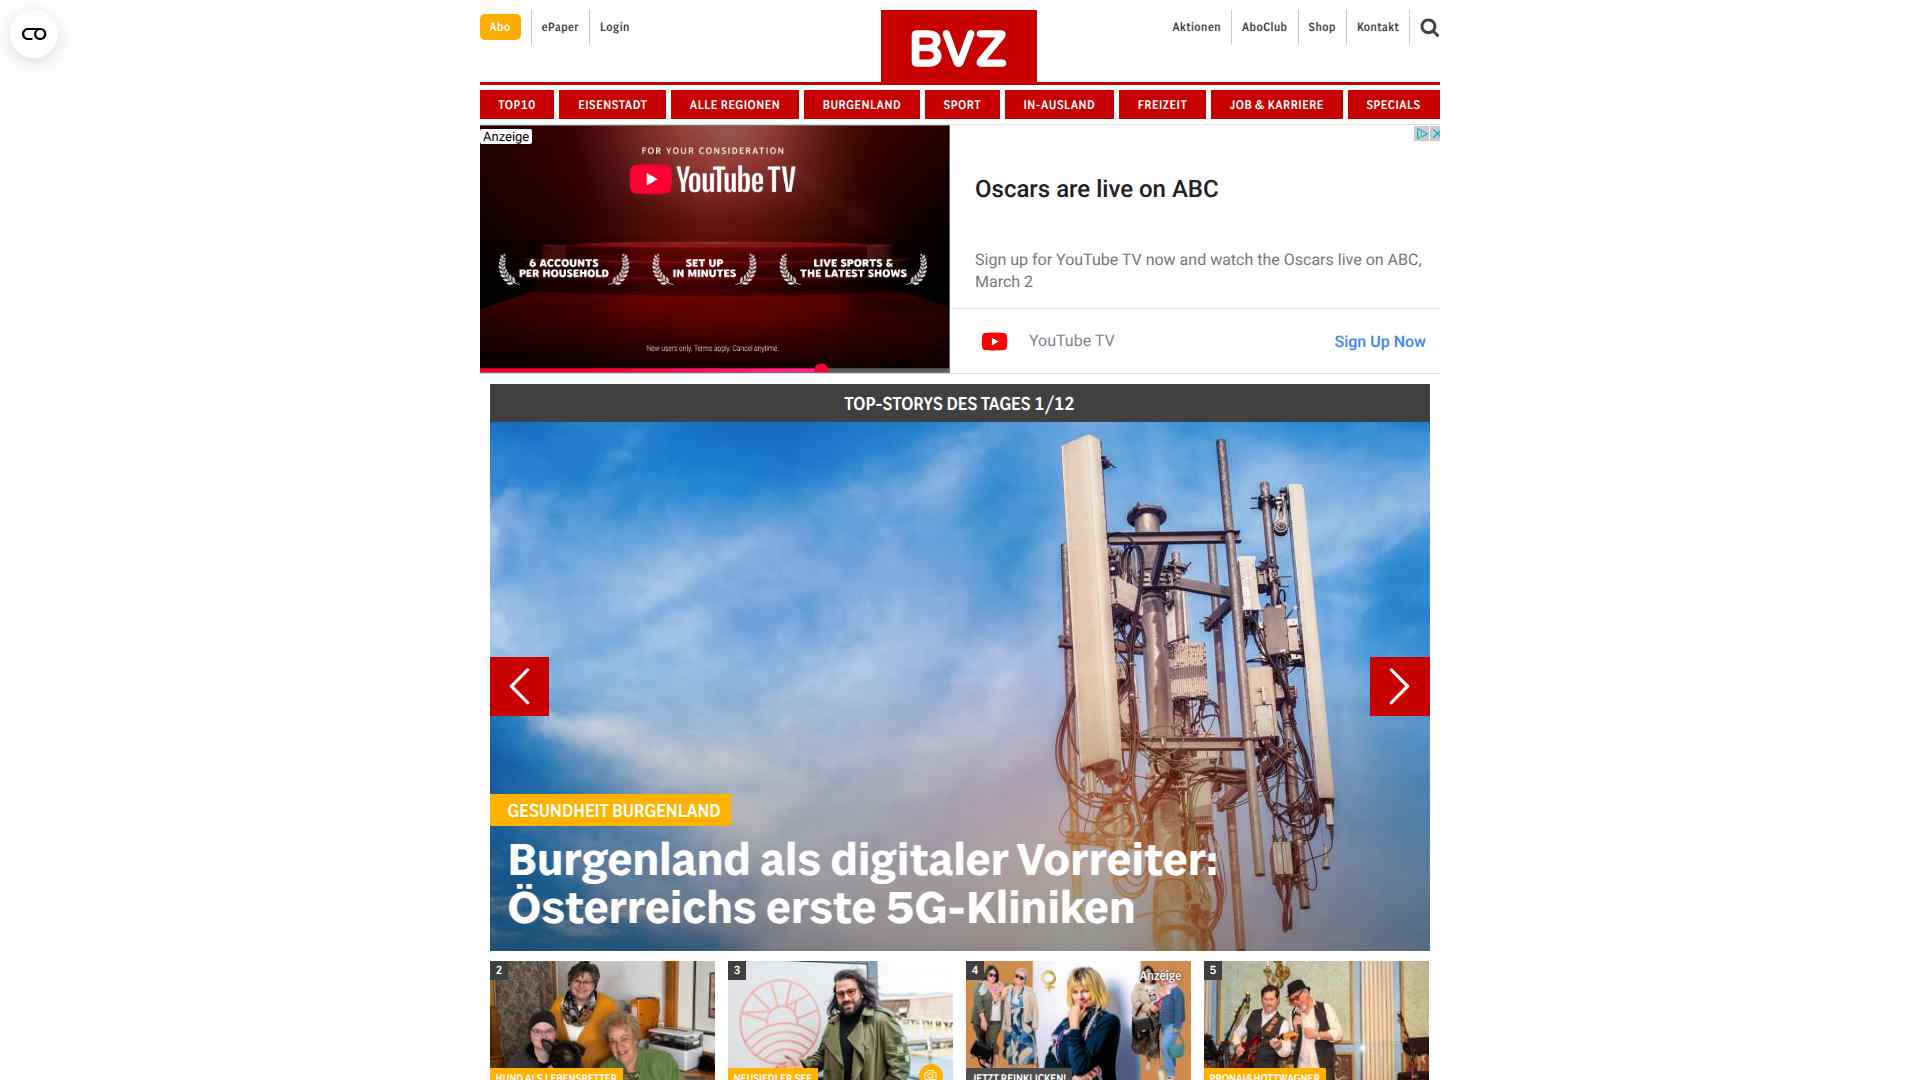 Abo
ePaper
Login
BVZ
Aktionen
AboClub
Shop
Kontakt
TOP10
EISENSTADT
ALLE REGIONEN
BURGENLAND
SPORT
IN-AUSLAND
FREIZEIT
JOB & KARRIERE
SPECIALS
Anzeige
FOR YOUR CONSIDERATION
YouTube TV
6 ACCOUNTS
PER HOUSEHOLD
SET UP
IN MINUTES
LIVE SPORTS &
THE LATEST SHOWS
New users only. Terms apply. Cancel anytime.
Oscars are live on ABC
Sign up for YouTube TV now and watch the Oscars live on ABC,
March 2
YouTube TV
Sign Up Now
TOP-STORYS DES TAGES 1/12
GESUNDHEIT BURGENLAND
Burgenland als digitaler Vorreiter:
Österreichs erste 5G-Kliniken
2
HUND ALS LEBENSRETTER
3
NEUSIEDLER SEE
4
Anzeige
JETZT REINKLICKEN!
5
PRONAI & HOTTWAGNER